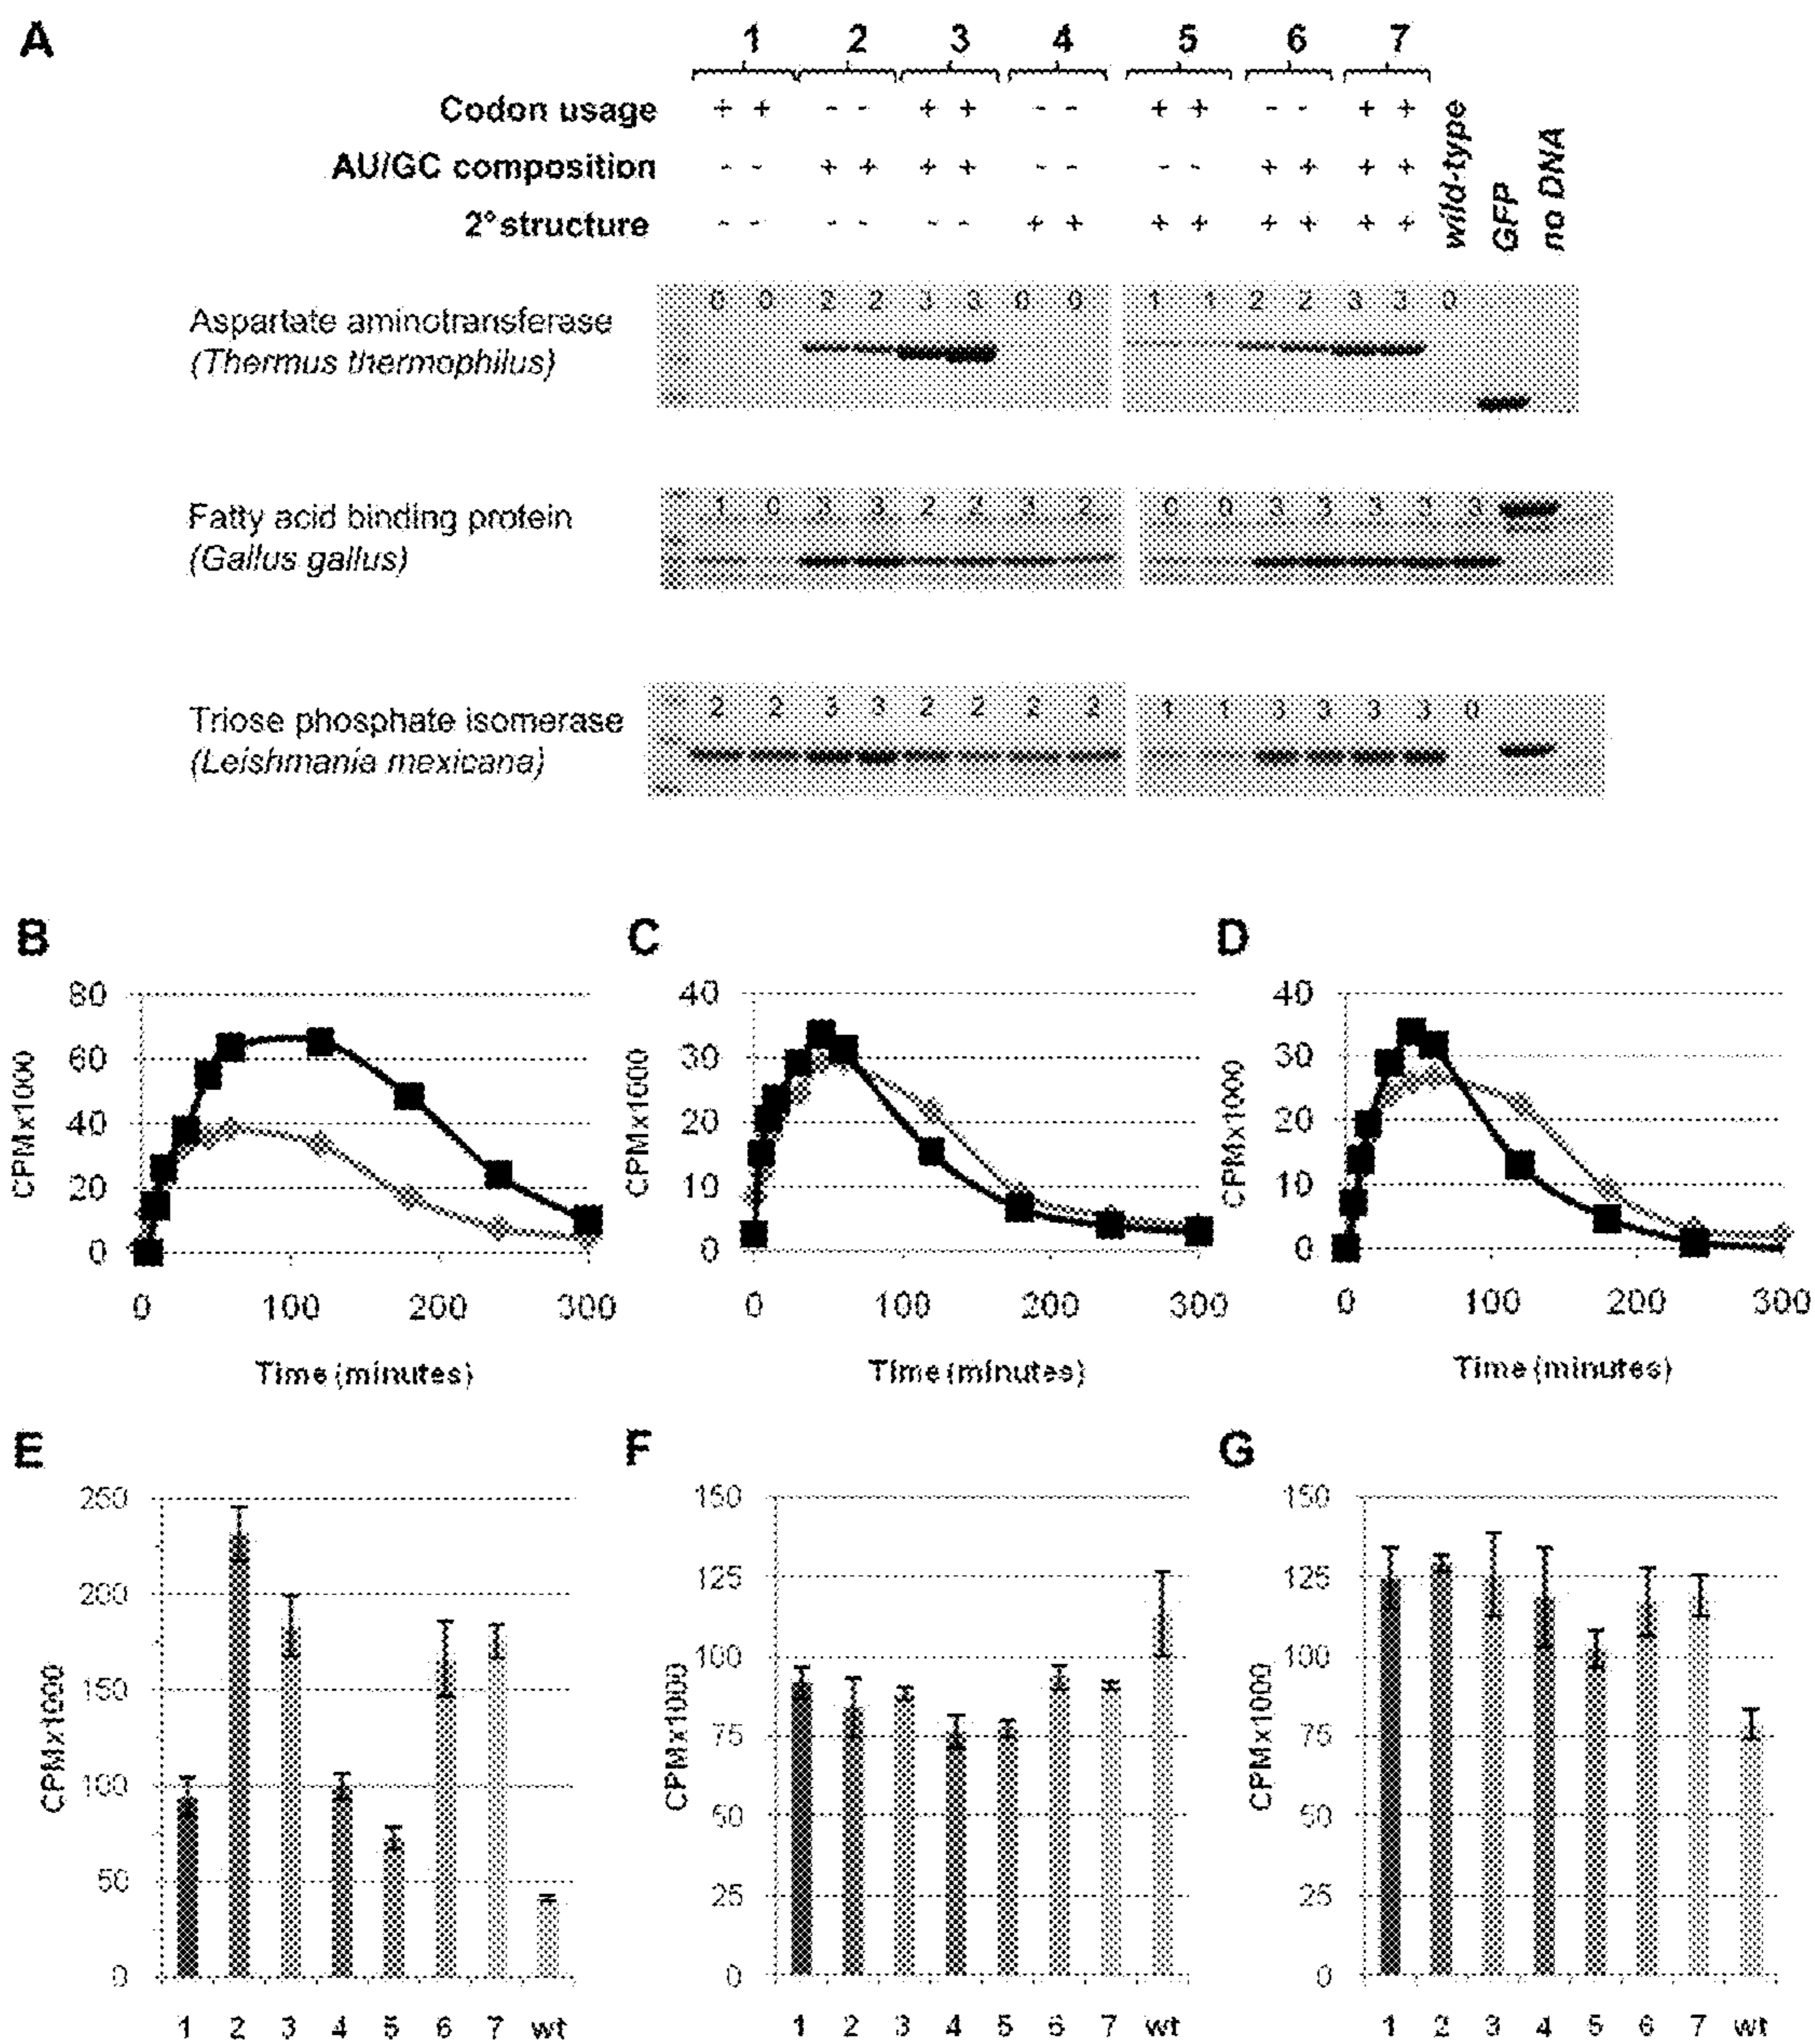 A
1 2 3 4 5 6 7
Codon usage + + - - + + - - + + - - + +
AU/GC composition - - + + + + - - - - + + + +
2° structure - - - - - - + + + + + + + +
wild-type
GFP
no DNA
Aspartate aminotransferase
(Thermus thermophilus)
0 0 2 2 3 3 0 0 1 1 2 2 3 3 0
Fatty acid binding protein
(Gallus gallus)
1 0 3 3 2 2 3 2 0 0 3 3 3 3 3
Triose phosphate isomerase
(Leishmania mexicana)
2 2 3 3 2 2 2 2 1 1 3 3 3 3 0
B
80
60
40
20
0
CPMx1000
0 100 200 300
Time (minutes)
C
40
30
20
10
0
CPMx1000
0 100 200 300
Time (minutes)
D
40
30
20
10
0
CPMx1000
0 100 200 300
Time (minutes)
E
250
200
150
100
50
0
CPMx1000
1 2 3 4 5 6 7 wt
F
150
125
100
75
50
25
0
CPMx1000
1 2 3 4 5 6 7 wt
G
150
125
100
75
50
25
0
CPMx1000
1 2 3 4 5 6 7 wt